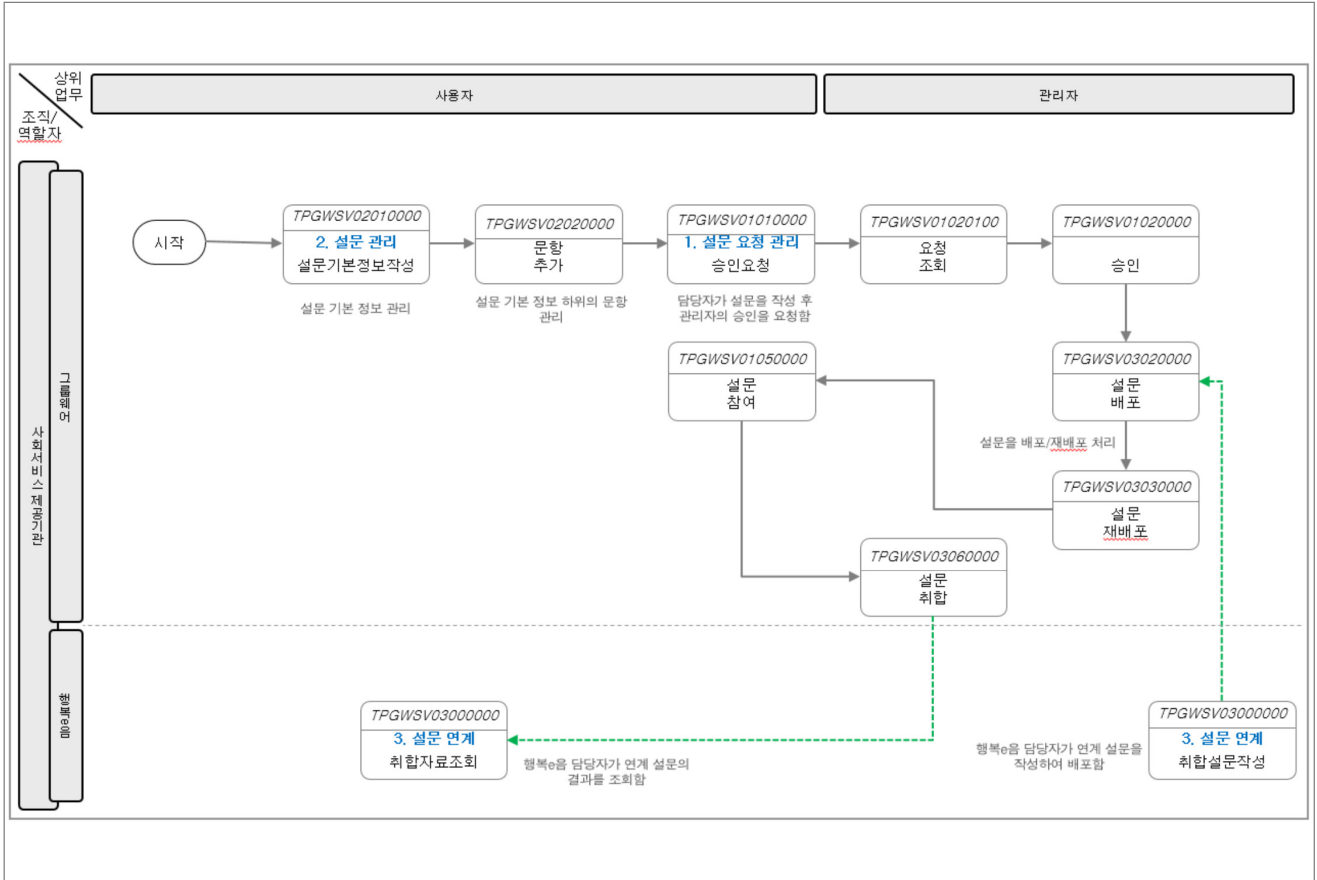 상위
업무
조직/
역할자
사용자
관리자
사회서비스 제공기관
그룹웨어
행복e음
시작
TPGWSV02010000
2. 설문 관리
설문기본정보작성
설문 기본 정보 관리
TPGWSV02020000
문항
추가
설문 기본 정보 하위의 문항
관리
TPGWSV01010000
1. 설문 요청 관리
승인요청
담당자가 설문을 작성 후
관리자의 승인을 요청함
TPGWSV01020100
요청
조회
TPGWSV01020000
승인
TPGWSV01050000
설문
참여
TPGWSV03020000
설문
배포
설문을 배포/재배포 처리
TPGWSV03030000
설문
재배포
TPGWSV03060000
설문
취합
TPGWSV03000000
3. 설문 연계
취합자료조회
행복e음 담당자가 연계 설문의
결과를 조회함
행복e음 담당자가 연계 설문을
작성하여 배포함
TPGWSV03000000
3. 설문 연계
취합설문작성